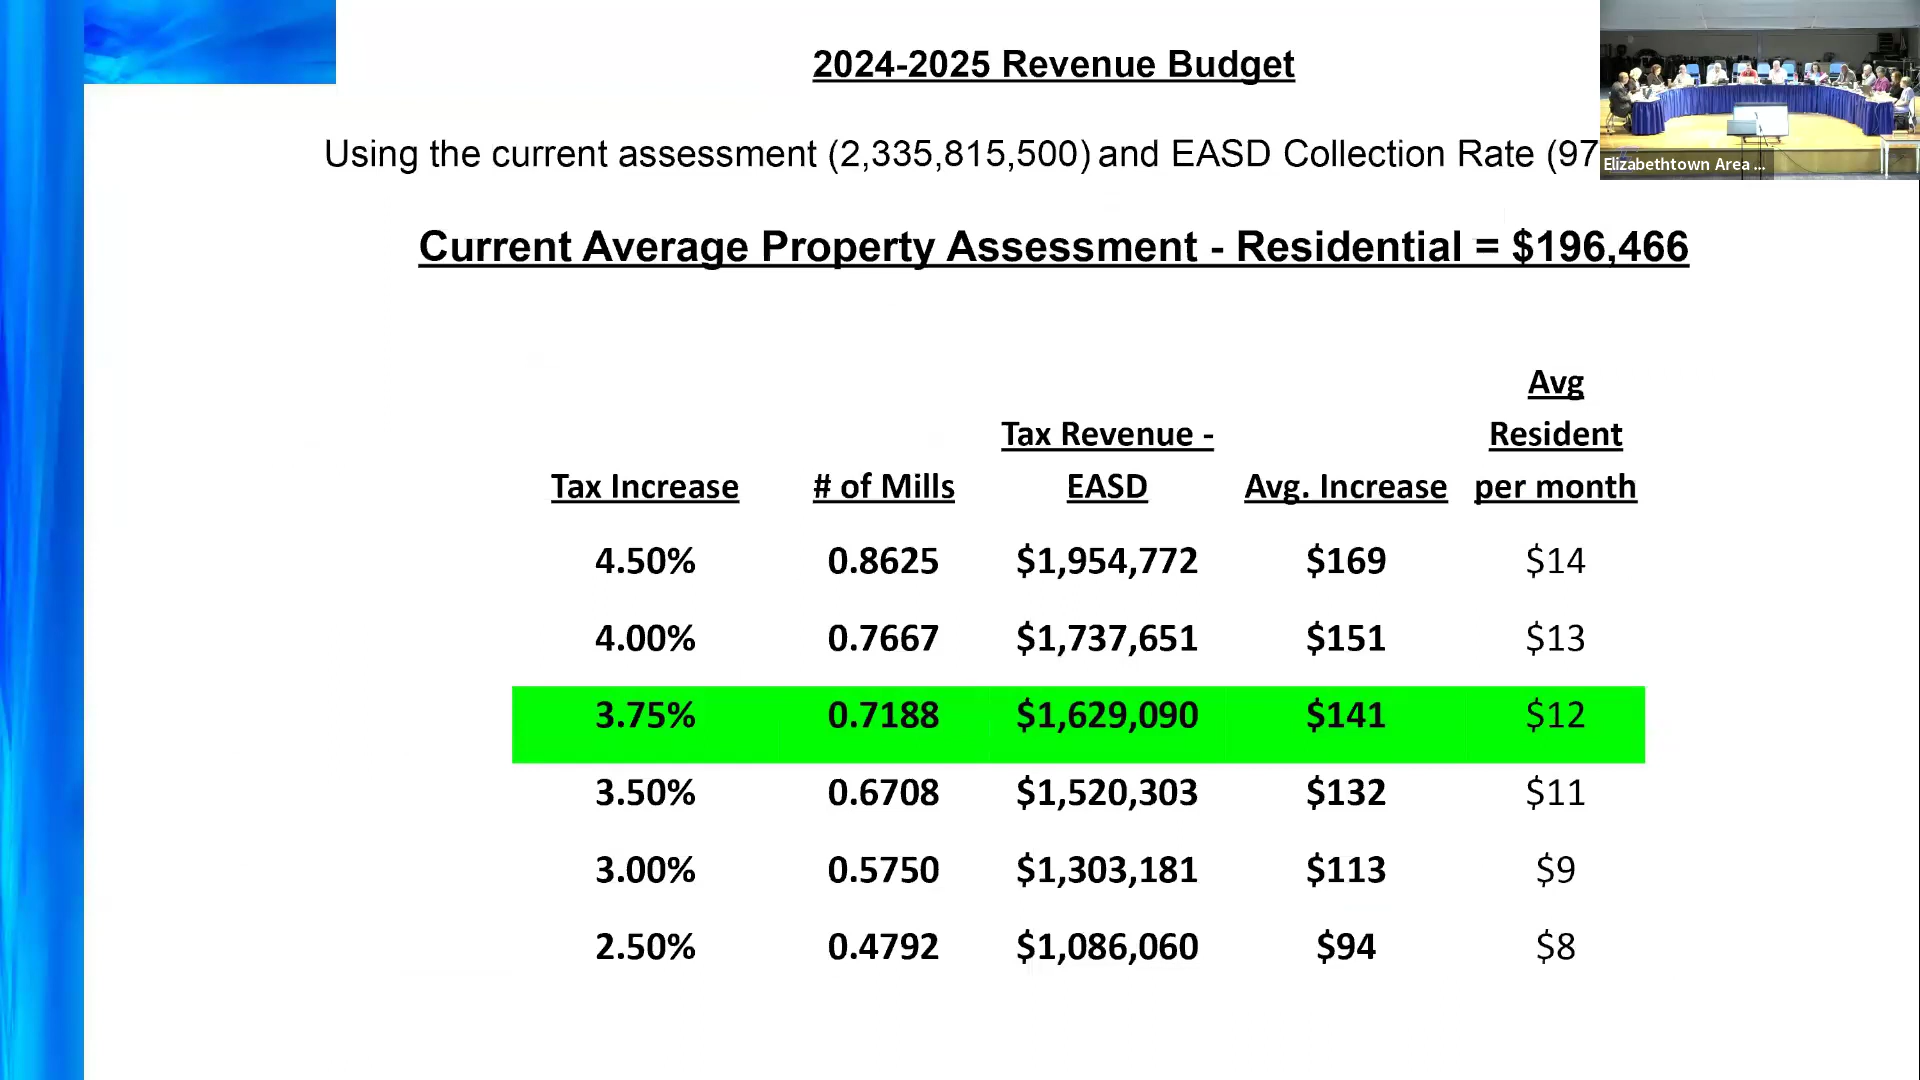 2024-2025 Revenue Budget
Using the current assessment (2,335,815,500) and EASD Collection Rate (97
Elizabethtown Area ...
Current Average Property Assessment - Residential = $196,466
Tax Increase # of Mills Tax Revenue - EASD Avg. Increase Avg Resident per month
4.50% 0.8625 $1,954,772 $169 $14
4.00% 0.7667 $1,737,651 $151 $13
3.75% 0.7188 $1,629,090 $141 $12
3.50% 0.6708 $1,520,303 $132 $11
3.00% 0.5750 $1,303,181 $113 $9
2.50% 0.4792 $1,086,060 $94 $8